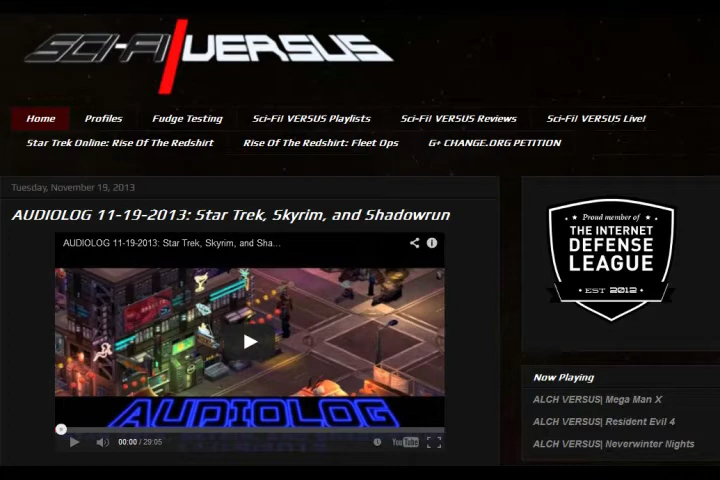 SCI-FI VERSUS
Home Profiles Fudge Testing Sci-Fi! VERSUS Playlists Sci-Fi! VERSUS Reviews Sci-Fi! VERSUS Live!
Star Trek Online: Rise Of The Redshirt Rise Of The Redshirt: Fleet Ops G+ CHANGE.ORG PETITION
Tuesday, November 19, 2013
AUDIOLOG 11-19-2013: Star Trek, Skyrim, and Shadowrun
AUDIOLOG 11-19-2013: Star Trek, Skyrim, and Sha...
AUDIOLOG
00:00 / 29:05 YouTube
Proud member of
THE INTERNET
DEFENSE
LEAGUE
EST 2012
Now Playing
ALCH VERSUS| Mega Man X
ALCH VERSUS| Resident Evil 4
ALCH VERSUS| Neverwinter Nights